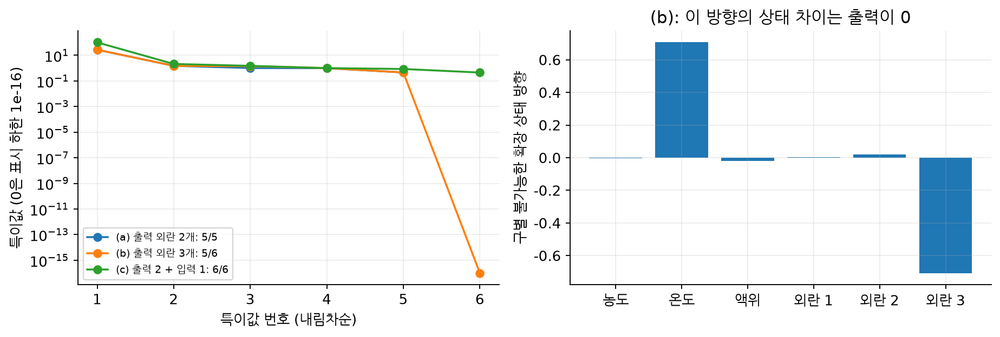 특이값 (0은 표시 하한 1e-16)
10^1
10^-1
10^-3
10^-5
10^-7
10^-9
10^-11
10^-13
10^-15
(a) 출력 외란 2개: 5/5
(b) 출력 외란 3개: 5/6
(c) 출력 2 + 입력 1: 6/6
1 2 3 4 5 6
특이값 번호 (내림차순)
(b): 이 방향의 상태 차이는 출력이 0
구별 불가능한 확장 상태 방향
0.6
0.4
0.2
0.0
-0.2
-0.4
-0.6
농도 온도 액위 외란 1 외란 2 외란 3